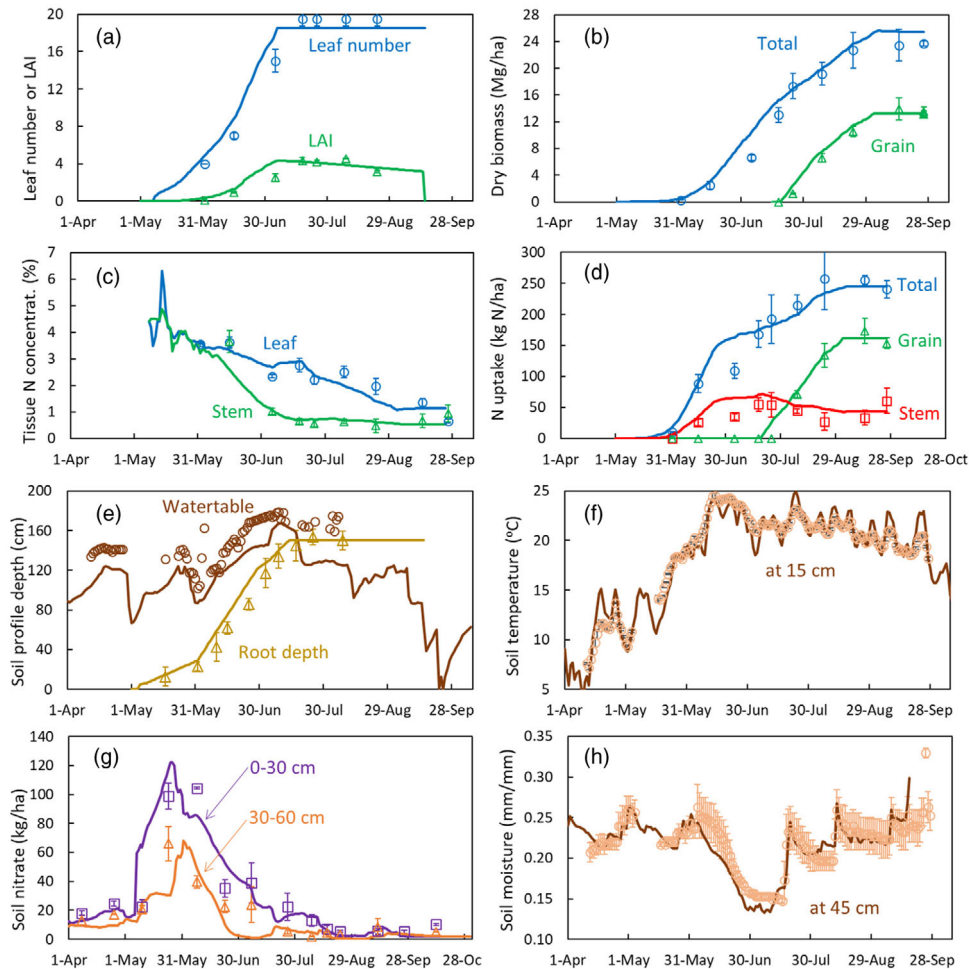 (a)
Leaf number or LAI
20
16
12
8
4
0
Leaf number
LAI
1-Apr 1-May 31-May 30-Jun 30-Jul 29-Aug 28-Sep
(b)
Dry biomass (Mg/ha)
28
24
20
16
12
8
4
0
Total
Grain
1-Apr 1-May 31-May 30-Jun 30-Jul 29-Aug 28-Sep
(c)
Tissue N concentrat. (%)
7
6
5
4
3
2
1
0
Leaf
Stem
1-Apr 1-May 31-May 30-Jun 30-Jul 29-Aug 28-Sep
(d)
N uptake (kg N/ha)
300
250
200
150
100
50
0
Total
Grain
Stem
1-Apr 1-May 31-May 30-Jun 30-Jul 29-Aug 28-Sep 28-Oct
(e)
Soil profile depth (cm)
200
160
120
80
40
0
Watertable
Root depth
1-Apr 1-May 31-May 30-Jun 30-Jul 29-Aug 28-Sep
(f)
Soil temperature (ºC)
25
20
15
10
5
at 15 cm
1-Apr 1-May 31-May 30-Jun 30-Jul 29-Aug 28-Sep
(g)
Soil nitrate (kg/ha)
140
120
100
80
60
40
20
0
0-30 cm
30-60 cm
1-Apr 1-May 31-May 30-Jun 30-Jul 29-Aug 28-Sep 28-Oc
(h)
Soil moisture (mm/mm)
0.35
0.30
0.25
0.20
0.15
0.10
at 45 cm
1-Apr 1-May 31-May 30-Jun 30-Jul 29-Aug 28-Sep